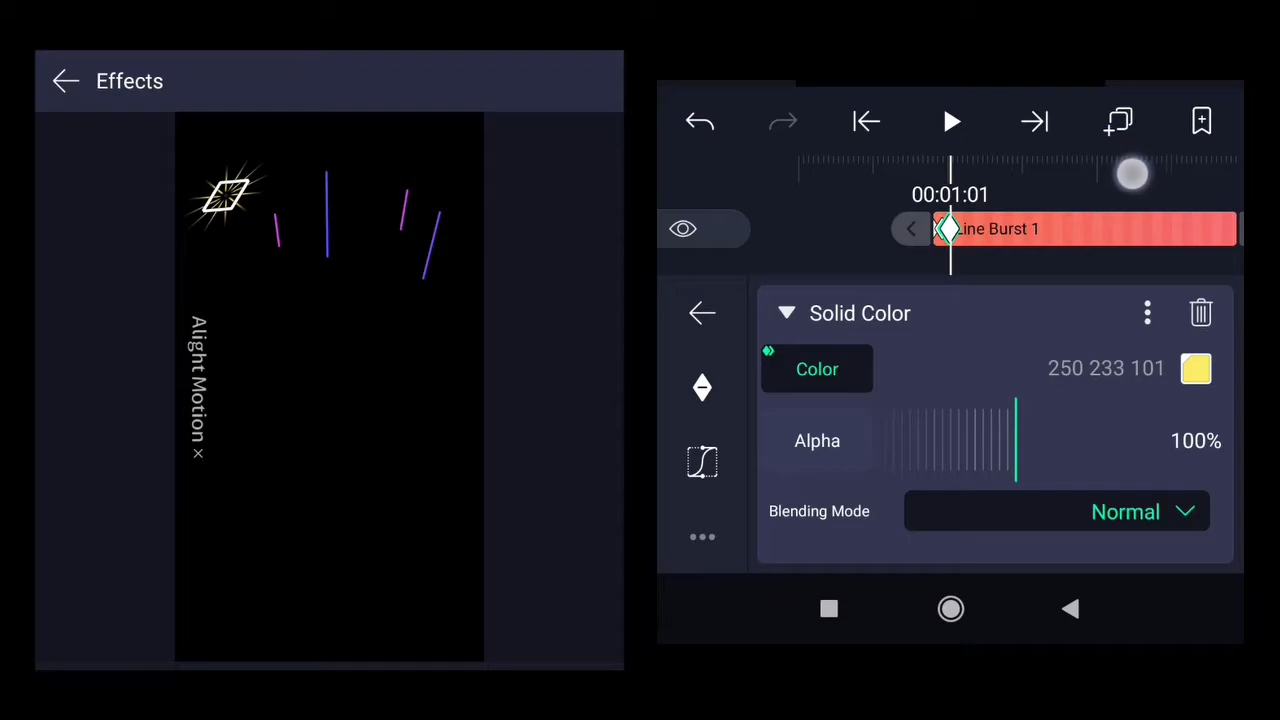 Effects
Alight Motion ×
00:01:01
Line Burst 1
Solid Color
Color
250 233 101
Alpha
100%
Blending Mode
Normal